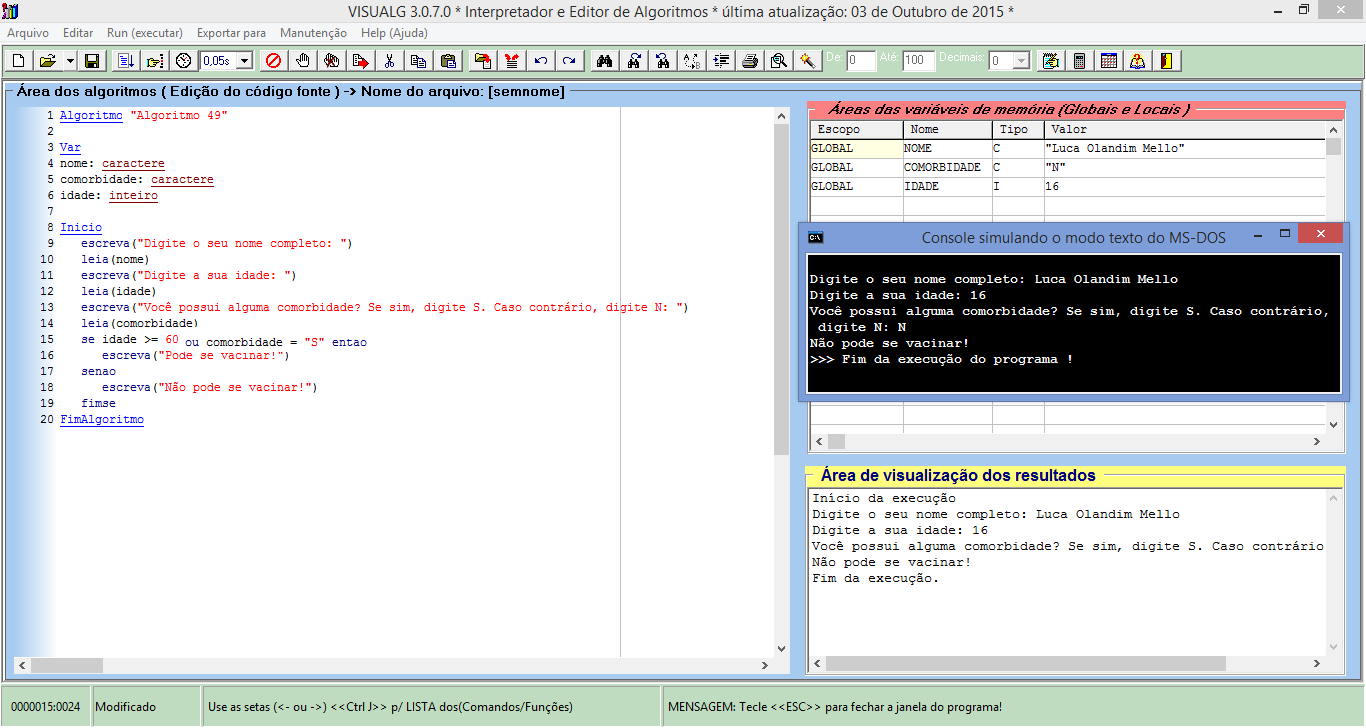 VISUALG 3.0.7.0 * Interpretador e Editor de Algoritmos * última atualização: 03 de Outubro de 2015 *
Arquivo Editar Run (executar) Exportar para Manutenção Help (Ajuda)
0,05s De: 0 Até: 100 Decimais: 0
Área dos algoritmos ( Edição do código fonte ) -> Nome do arquivo: [semnome]
1 Algoritmo "Algoritmo 49"
2
3 Var
4 nome: caractere
5 comorbidade: caractere
6 idade: inteiro
7
8 Inicio
9 escreva("Digite o seu nome completo: ")
10 leia(nome)
11 escreva("Digite a sua idade: ")
12 leia(idade)
13 escreva("Você possui alguma comorbidade? Se sim, digite S. Caso contrário, digite N: ")
14 leia(comorbidade)
15 se idade >= 60 ou comorbidade = "S" entao
16 escreva("Pode se vacinar!")
17 senao
18 escreva("Não pode se vacinar!")
19 fimse
20 FimAlgoritmo
Áreas das variáveis de memória (Globais e Locais )
Escopo Nome Tipo Valor
GLOBAL NOME C "Luca Olandim Mello"
GLOBAL COMORBIDADE C "N"
GLOBAL IDADE I 16
Console simulando o modo texto do MS-DOS
Digite o seu nome completo: Luca Olandim Mello
Digite a sua idade: 16
Você possui alguma comorbidade? Se sim, digite S. Caso contrário,
digite N: N
Não pode se vacinar!
>>> Fim da execução do programa !
Área de visualização dos resultados
Início da execução
Digite o seu nome completo: Luca Olandim Mello
Digite a sua idade: 16
Você possui alguma comorbidade? Se sim, digite S. Caso contrário
Não pode se vacinar!
Fim da execução.
0000015:0024 Modificado Use as setas (<- ou ->) <<Ctrl J>> p/ LISTA dos(Comandos/Funções) MENSAGEM: Tecle <<ESC>> para fechar a janela do programa!